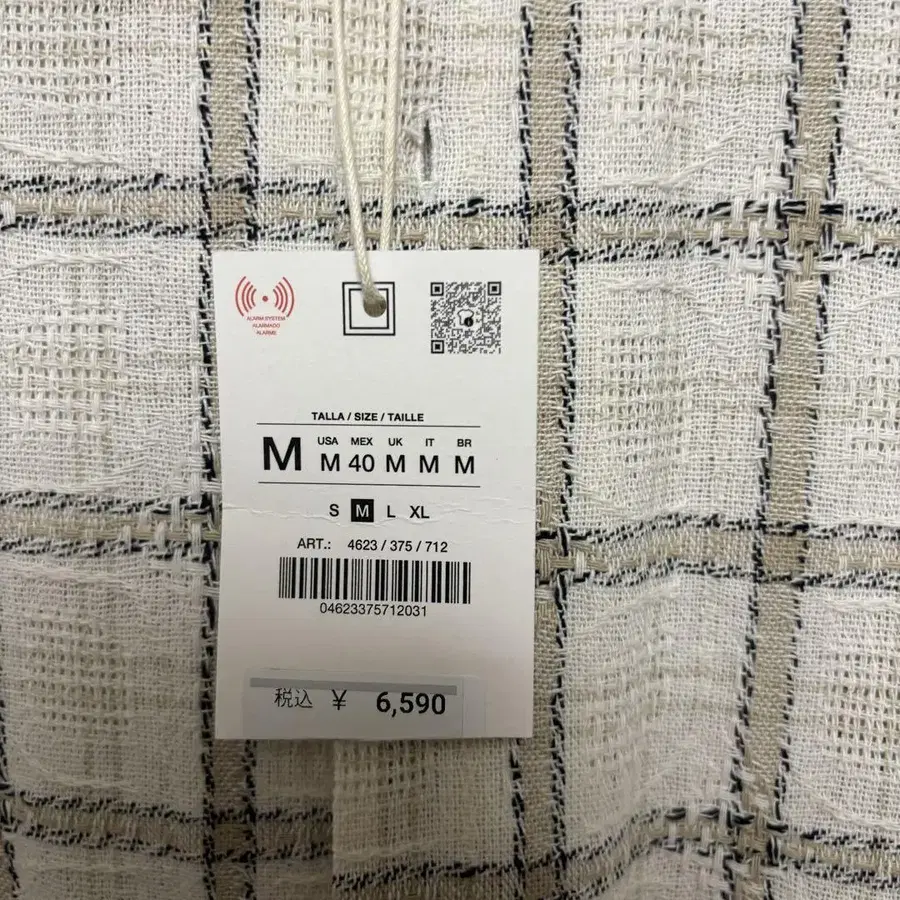 ALARM SYSTEM
ALARMADO
ALARME
TALLA / SIZE / TAILLE
USA MEX UK IT BR
M M 40 M M M
S M L XL
ART.: 4623 / 375 / 712
04623375712031
税込 ¥ 6,590